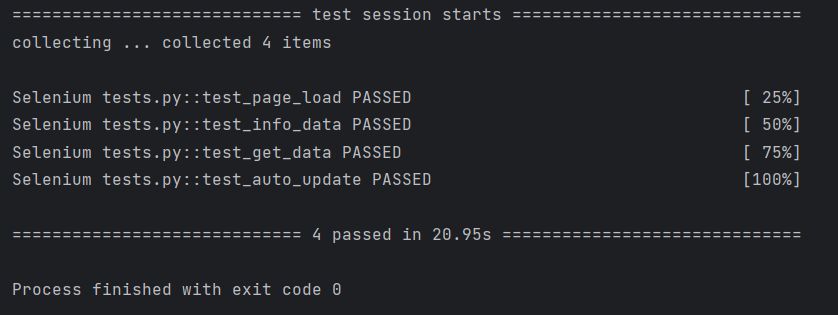 ============================= test session starts =============================
collecting ... collected 4 items
Selenium tests.py::test_page_load PASSED [ 25%]
Selenium tests.py::test_info_data PASSED [ 50%]
Selenium tests.py::test_get_data PASSED [ 75%]
Selenium tests.py::test_auto_update PASSED [100%]
============================= 4 passed in 20.95s ==============================
Process finished with exit code 0